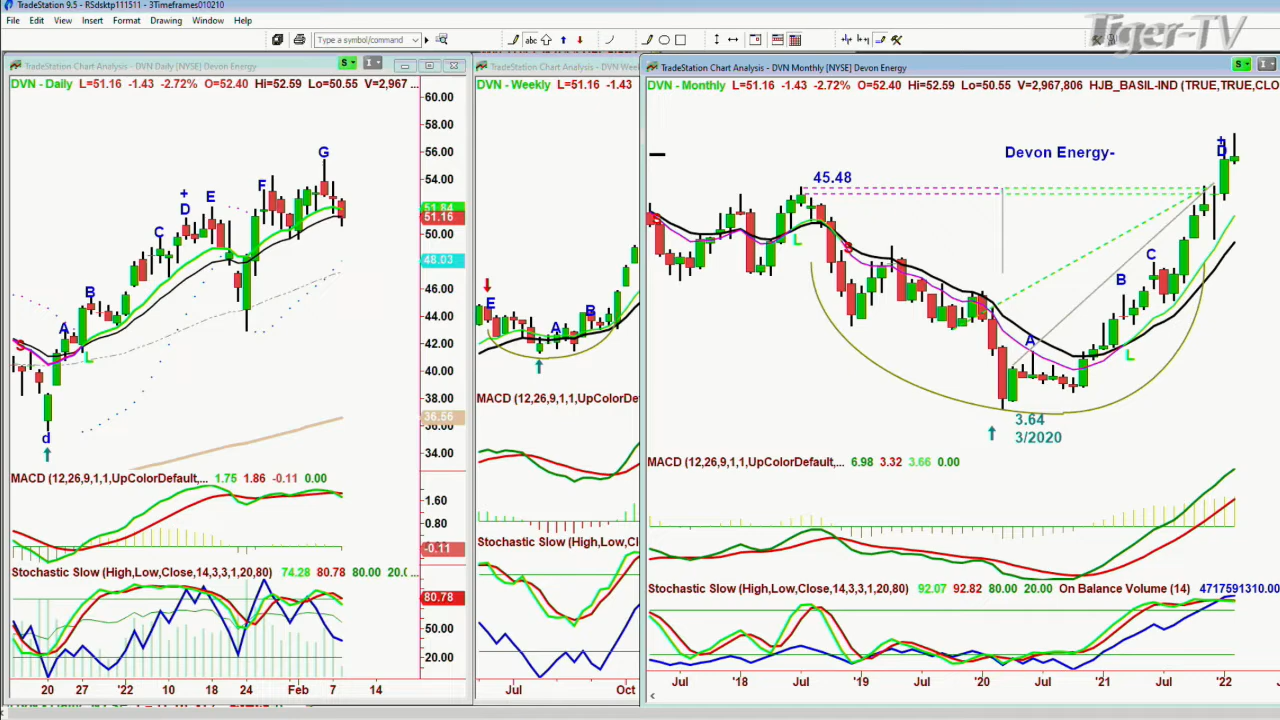 TradeStation 9.5 - RSdsktp111511 - 3Timeframes010210
File Edit View Insert Format Drawing Window Help
Type a symbol/command
abc
Tiger-TV
TradeStation Chart Analysis - DVN Daily [NYSE] Devon Energy
S I
DVN - Daily L=51.16 -1.43 -2.72% O=52.40 Hi=52.59 Lo=50.55 V=2,967 ...
60.00
58.00
56.00
54.00
51.84
51.16
50.00
48.03
46.00
44.00
42.00
40.00
38.00
36.56
34.00
S
d
A
B
L
C
+
D
E
F
G
MACD (12,26,9,1,1,UpColorDefault,... 1.75 1.86 -0.11 0.00
1.60
0.80
-0.11
Stochastic Slow (High,Low,Close,14,3,3,1,20,80) 74.28 80.78 80.00 20.0 ...
80.78
50.00
20.00
20 27 '22 10 18 24 Feb 7 14
TradeStation Chart Analysis - DVN Week
DVN - Weekly L=51.16 -1.43
E
A
B
MACD (12,26,9,1,1,UpColorDe
Stochastic Slow (High,Low,Clos
Jul Oct
TradeStation Chart Analysis - DVN Monthly [NYSE] Devon Energy
S I
DVN - Monthly L=51.16 -1.43 -2.72% O=52.40 Hi=52.59 Lo=50.55 V=2,967,806 HJB_BASIL-IND (TRUE,TRUE,CLO
Devon Energy-
45.48
S
L
S
A
B
C
L
+
D
3.64
3/2020
MACD (12,26,9,1,1,UpColorDefault,... 6.98 3.32 3.66 0.00
Stochastic Slow (High,Low,Close,14,3,3,1,20,80) 92.07 92.82 80.00 20.00 On Balance Volume (14) 4717591310.00
Jul '18 Jul '19 Jul '20 Jul '21 Jul '22